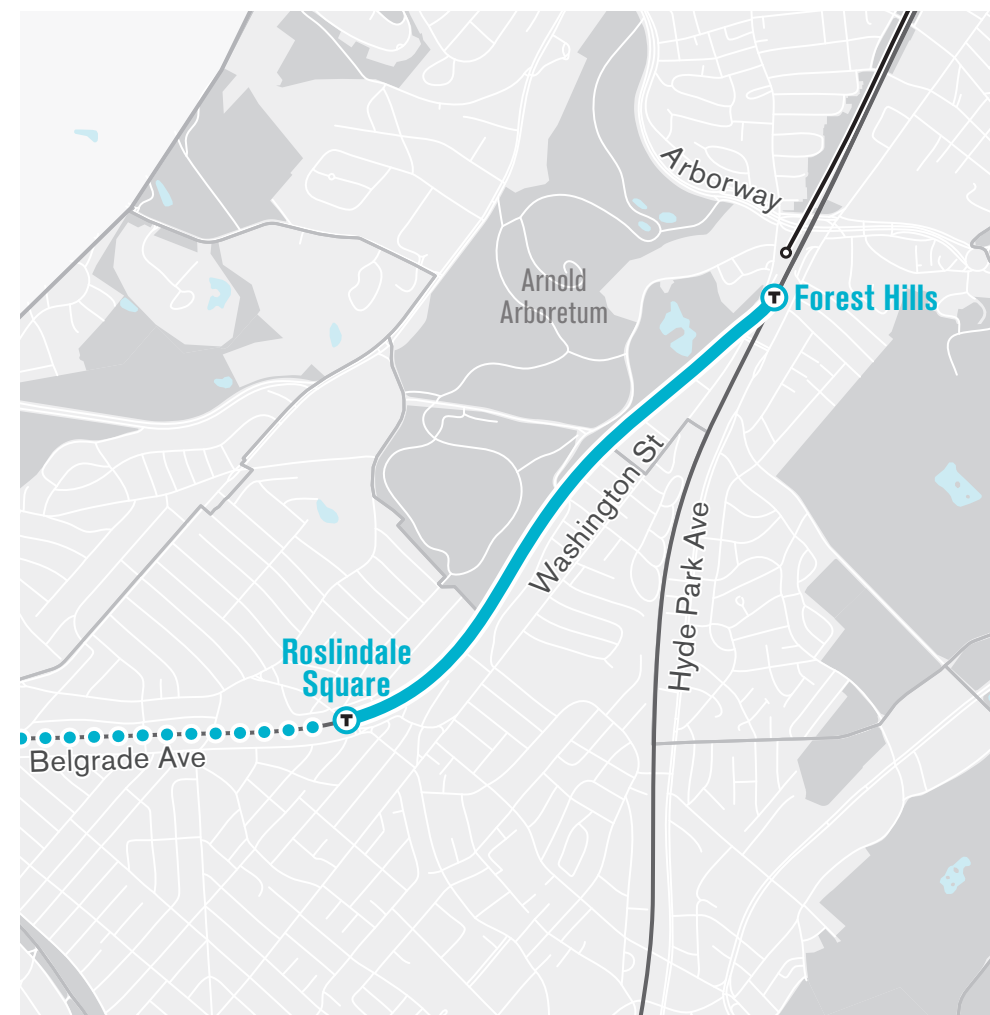 Arborway
Arnold
Arboretum
T
Forest Hills
Washington St
Hyde Park Ave
Roslindale
Square
T
Belgrade Ave